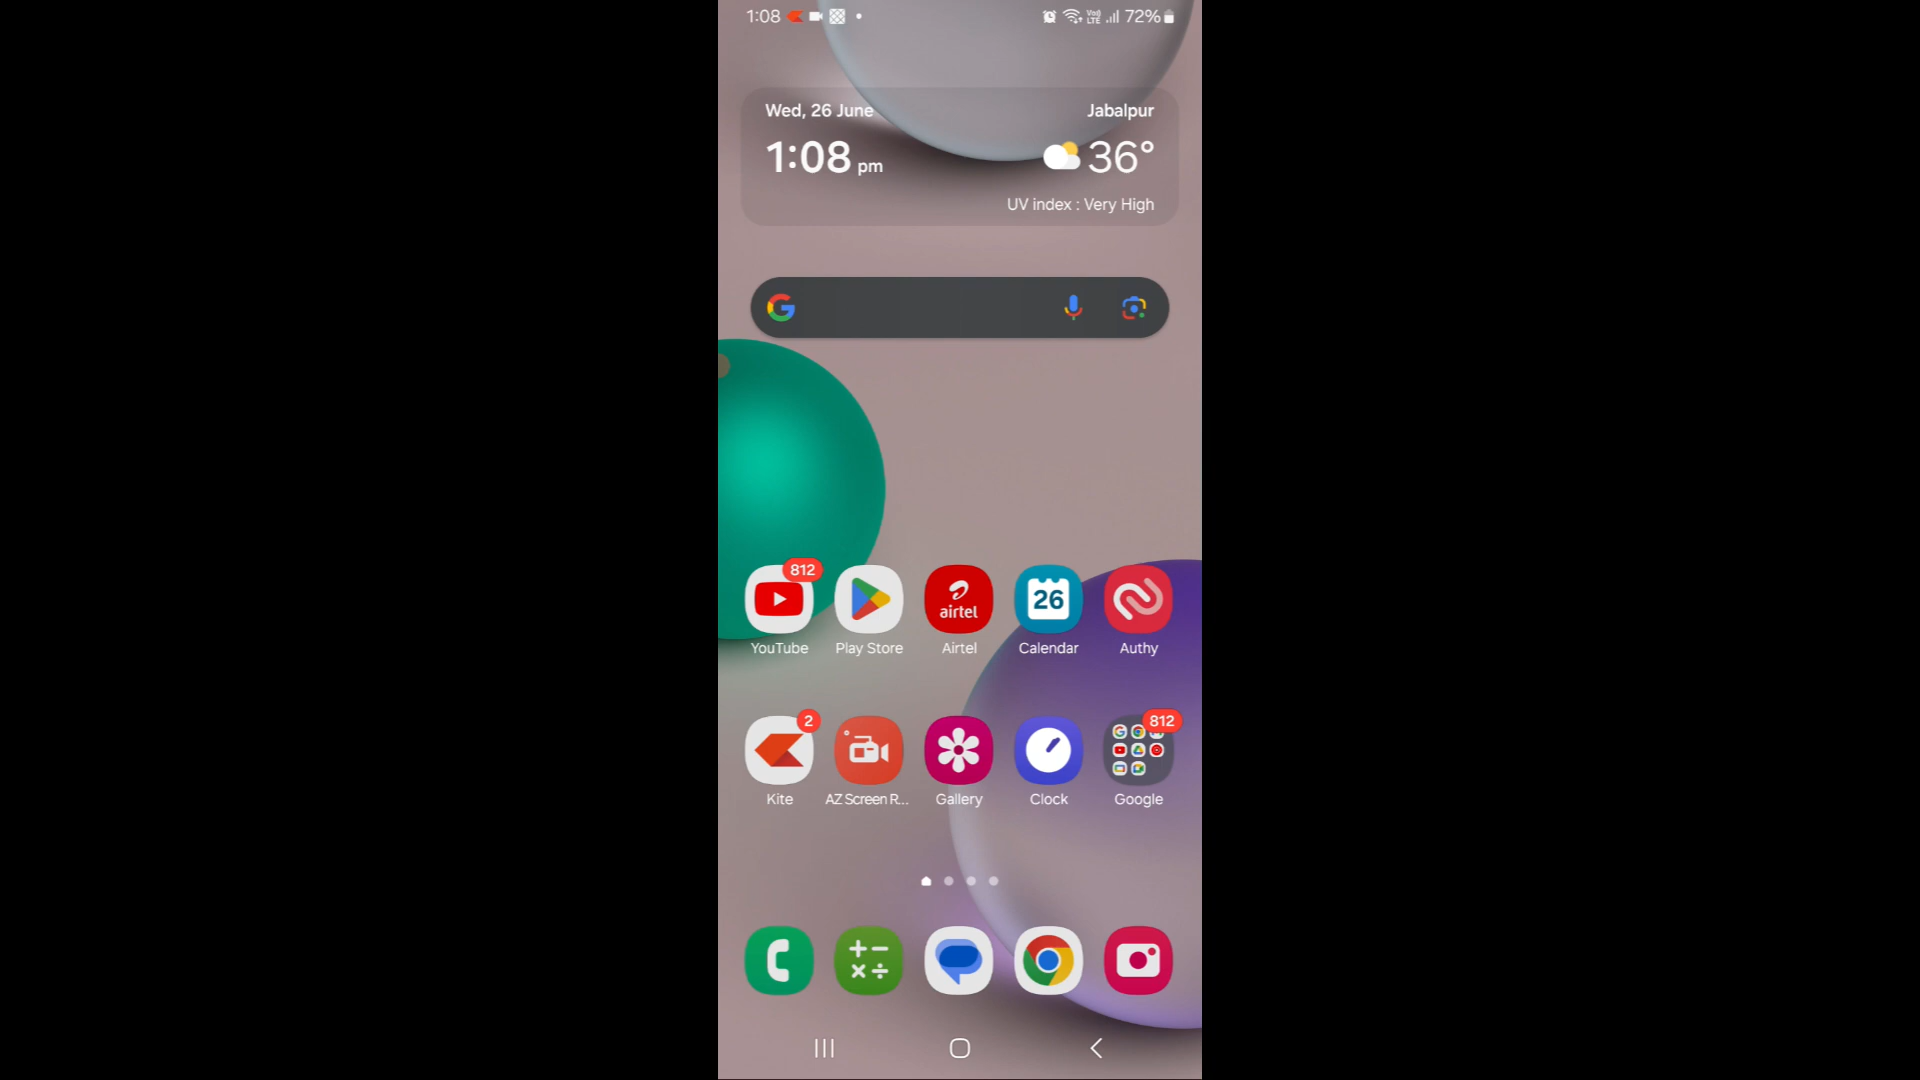 1:08
72%
Wed, 26 June
Jabalpur
1:08 pm
36°
UV index : Very High
812
airtel
26
YouTube
Play Store
Airtel
Calendar
Authy
2
812
Kite
AZ Screen R...
Gallery
Clock
Google